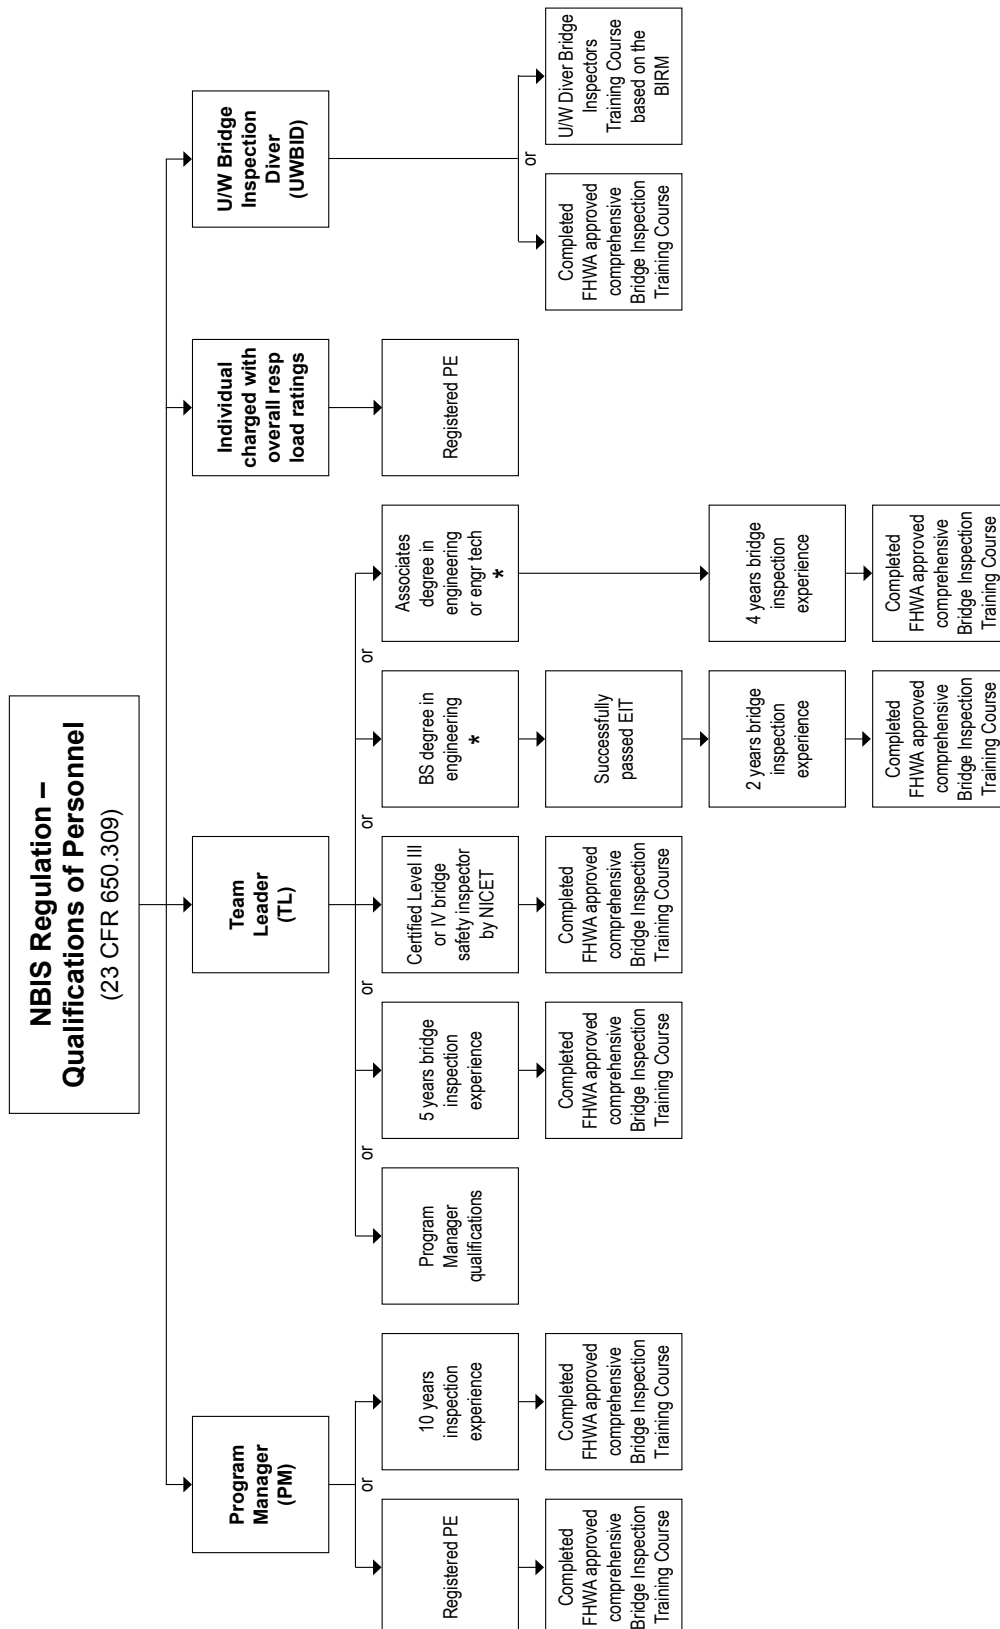 NBIS Regulation –
Qualifications of Personnel
(23 CFR 650.309)
Program
Manager
(PM)
Registered PE
Completed
FHWA approved
comprehensive
Bridge Inspection
Training Course
or
10 years
inspection
experience
Completed
FHWA approved
comprehensive
Bridge Inspection
Training Course
Team
Leader
(TL)
Program
Manager
qualifications
or
5 years bridge
inspection
experience
Completed
FHWA approved
comprehensive
Bridge Inspection
Training Course
or
Certified Level III
or IV bridge
safety inspector
by NICET
Completed
FHWA approved
comprehensive
Bridge Inspection
Training Course
or
BS degree in
engineering
*
Successfully
passed EIT
2 years bridge
inspection
experience
Completed
FHWA approved
comprehensive
Bridge Inspection
Training Course
or
Associates
degree in
engineering
or engr tech
*
4 years bridge
inspection
experience
Completed
FHWA approved
comprehensive
Bridge Inspection
Training Course
Individual
charged with
overall resp
load ratings
Registered PE
U/W Bridge
Inspection
Diver
(UWBID)
Completed
FHWA approved
comprehensive
Bridge Inspection
Training Course
or
U/W Diver Bridge
Inspectors
Training Course
based on the
BIRM